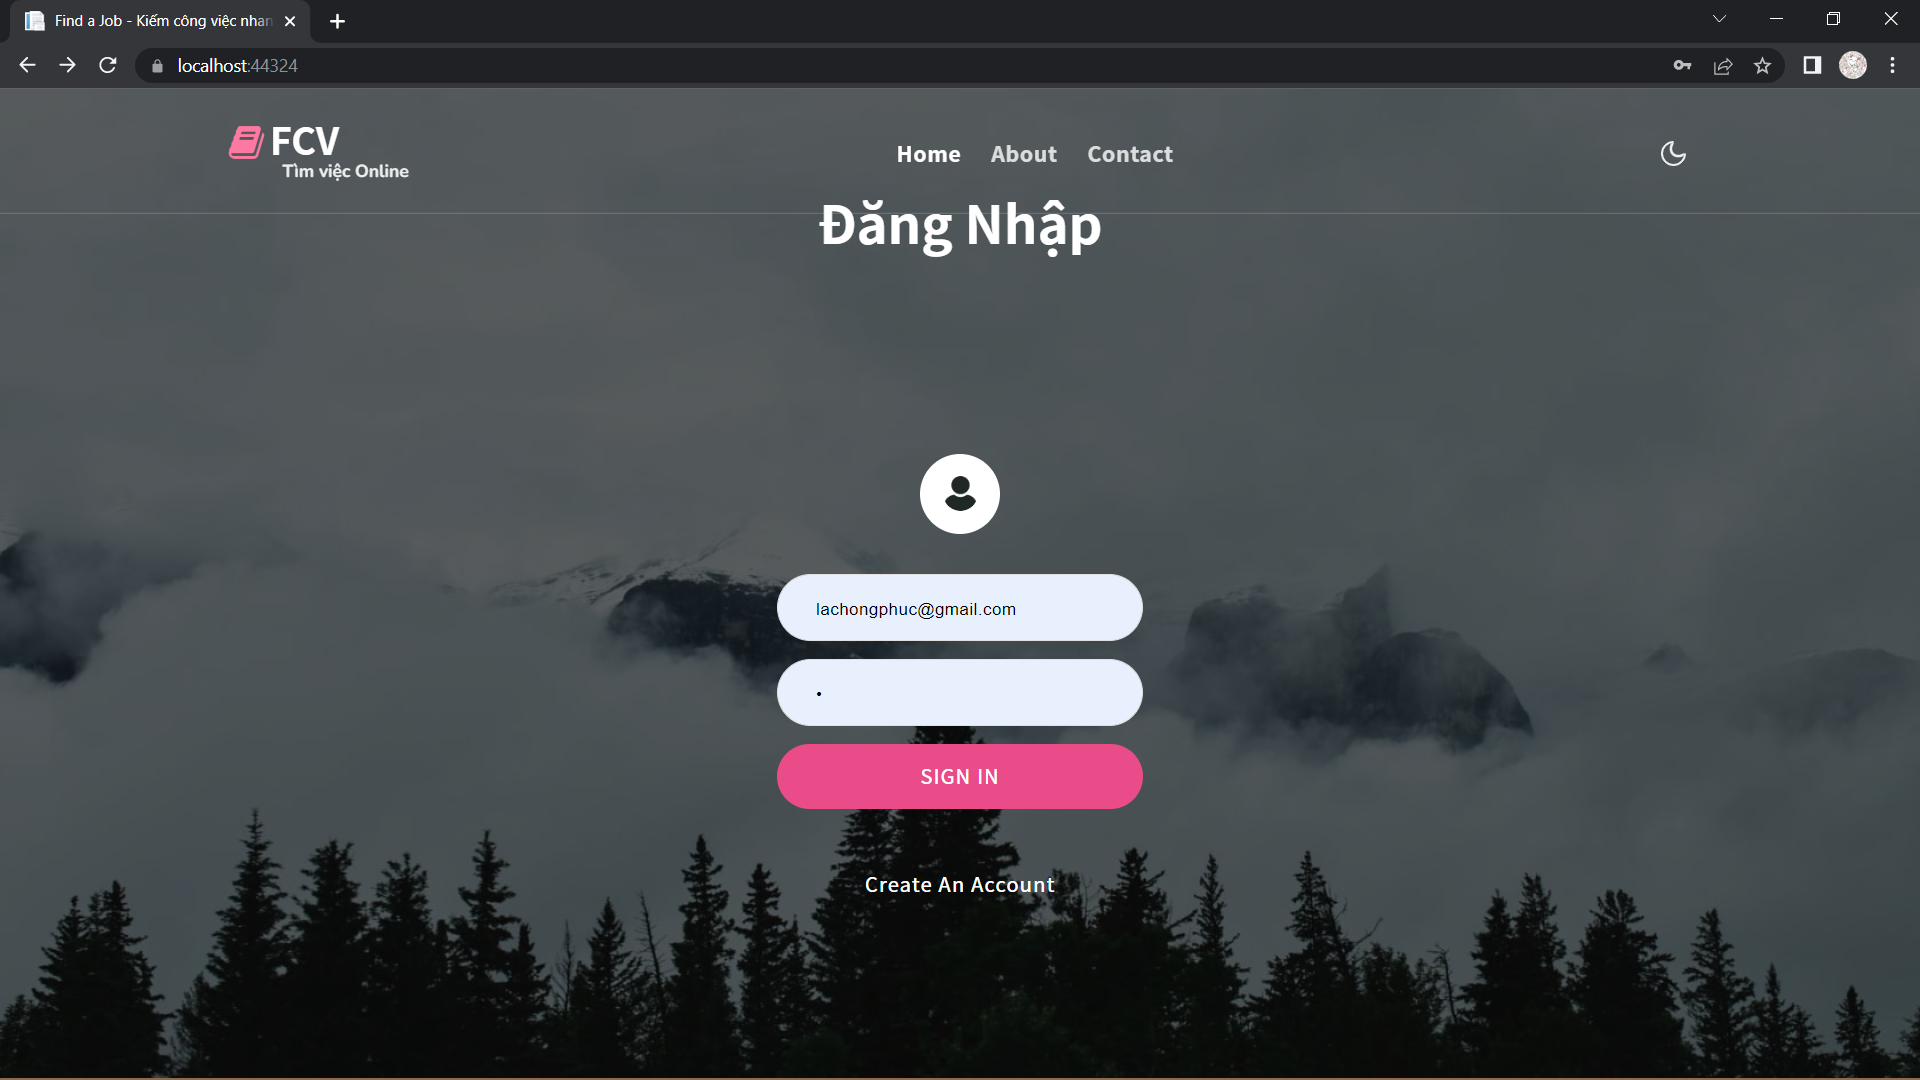 Find a Job - Kiếm công việc nhan
localhost:44324
FCV
Tìm việc Online
Home About Contact
Đăng Nhập
lachongphuc@gmail.com
•
SIGN IN
Create An Account